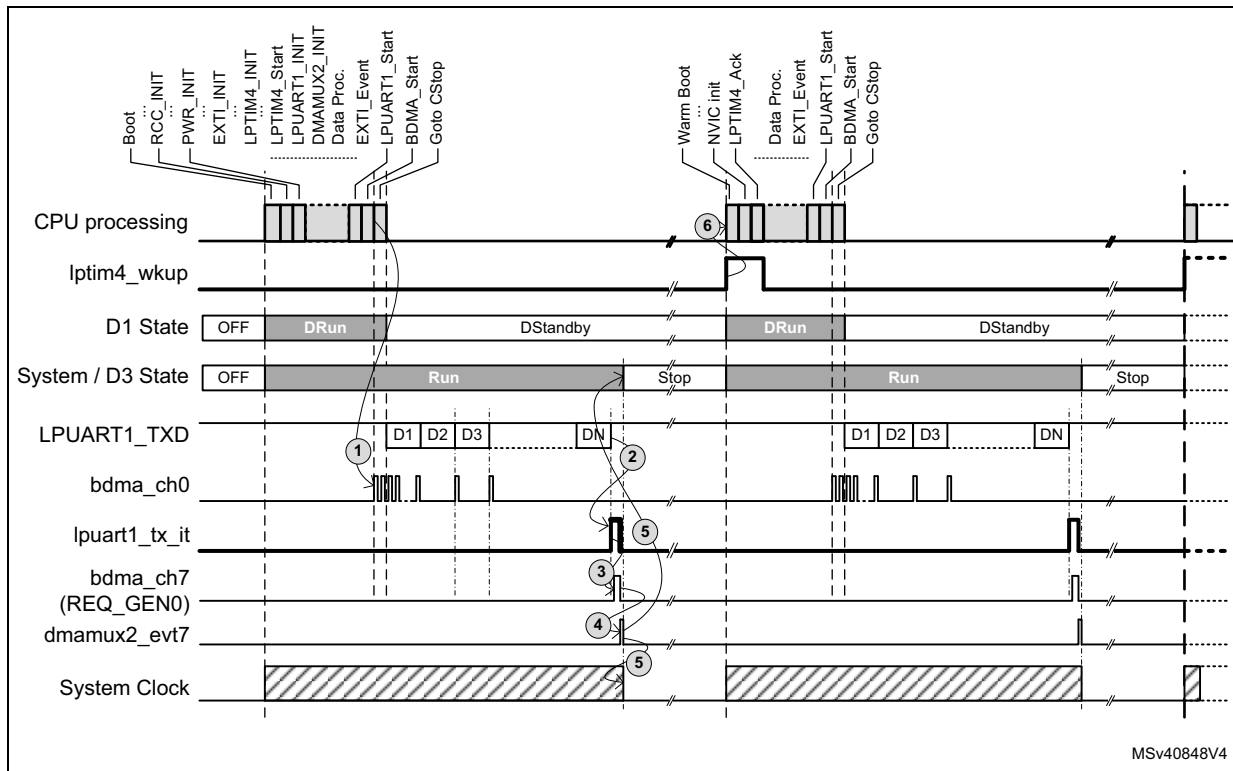 Boot
...
RCC_INIT
...
PWR_INIT
...
EXTI_INIT
...
LPTIM4_INIT
...
LPTIM4_Start
LPUART1_INIT
DMAMUX2_INIT
Data Proc.
EXTI_Event
LPUART1_Start
BDMA_Start
Goto CStop
Warm Boot
...
NVIC init
LPTIM4_Ack
Data Proc.
EXTI_Event
LPUART1_Start
BDMA_Start
Goto CStop
CPU processing
6
lptim4_wkup
D1 State OFF DRun DStandby DRun DStandby
System / D3 State OFF Run Stop Run Stop
LPUART1_TXD D1 D2 D3 DN D1 D2 D3 DN
1
2
bdma_ch0
lpuart1_tx_it
5
3
bdma_ch7
(REQ_GEN0)
4
dmamux2_evt7
5
System Clock
MSv40848V4